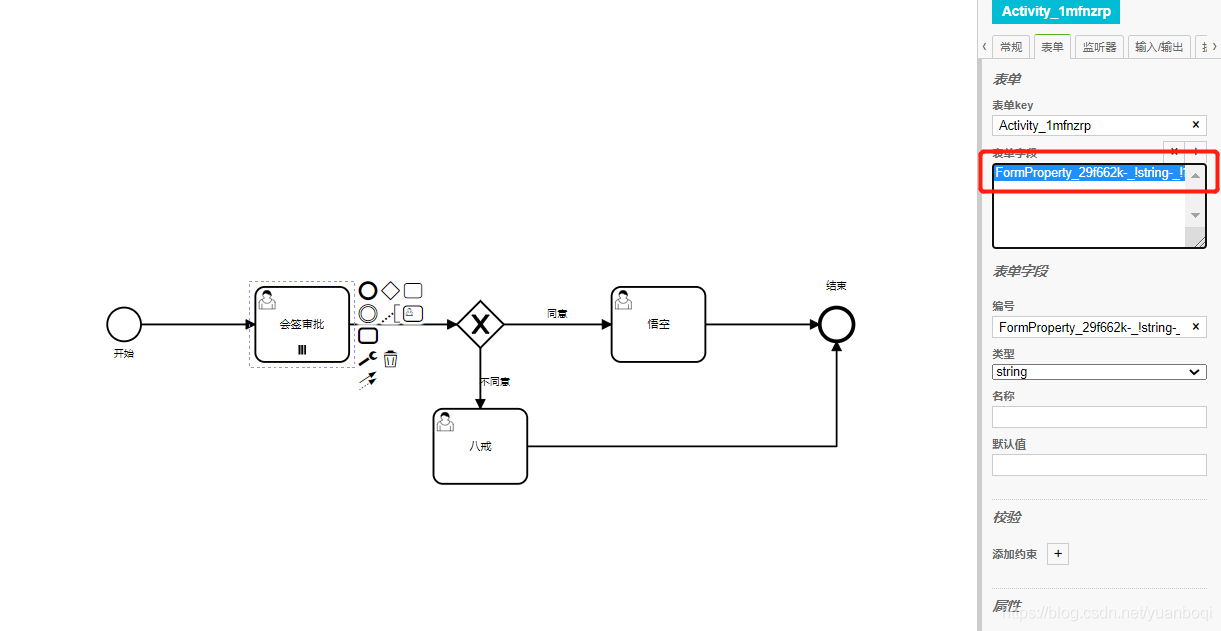 Activity_1mfnzrp
常规
表单
监听器
输入/输出
表单
表单key
Activity_1mfnzrp
表单字段
FormProperty_29f662k-_!string-_!
表单字段
编号
FormProperty_29f662k-_!string-_
类型
string
名称
默认值
校验
添加约束 +
属性
https://blog.csdn.net/yuanboqi
开始
会签审批
同意
不同意
悟空
八戒
结束